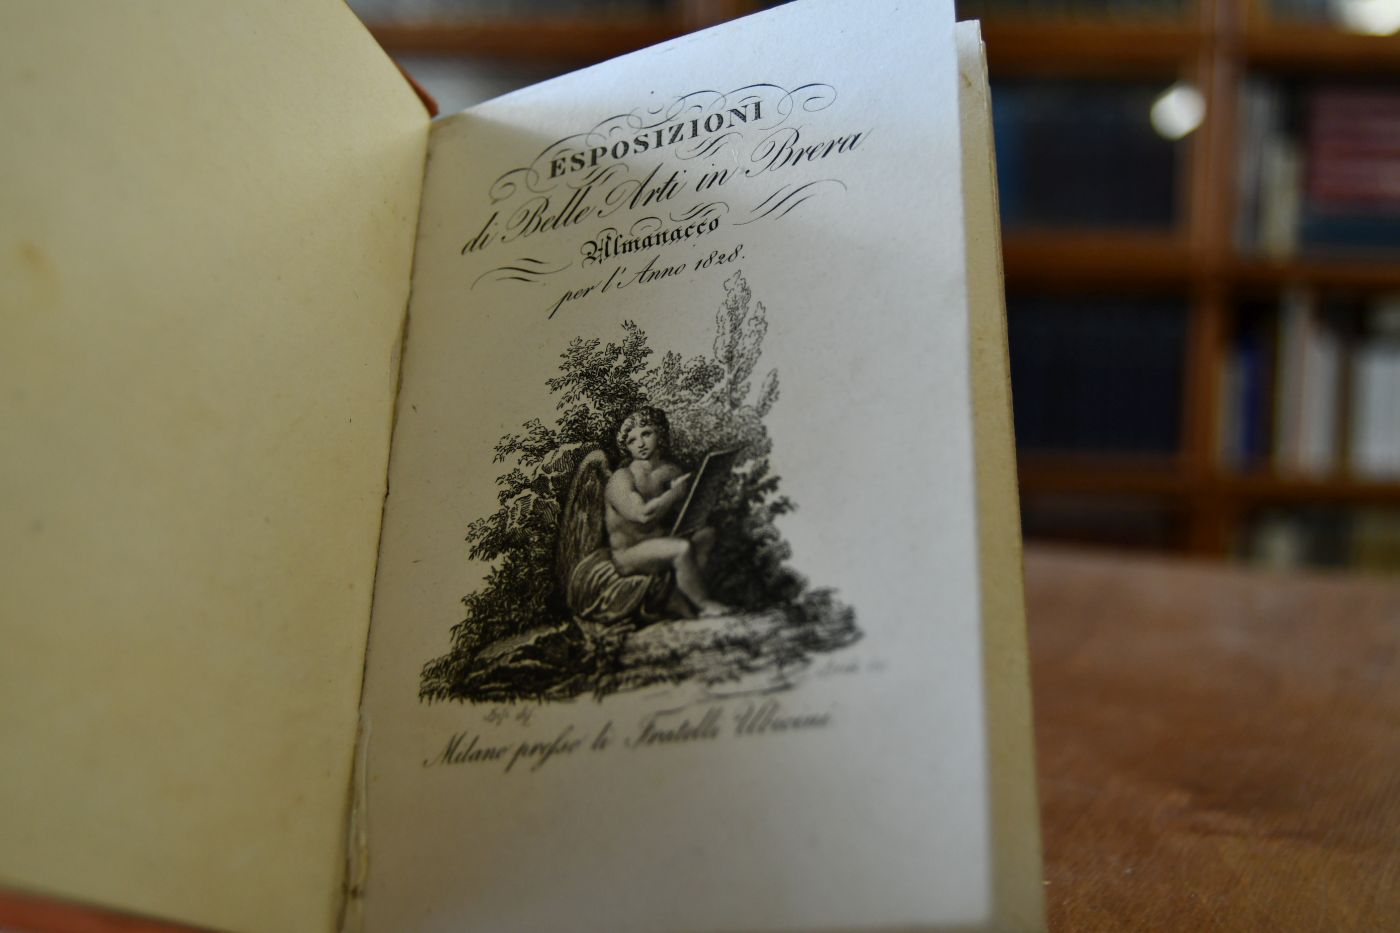 ESPOSIZIONI
di Belle Arti in Brera
Almanacco
per l'Anno 1828.
Milano presso li Fratelli Ubicini